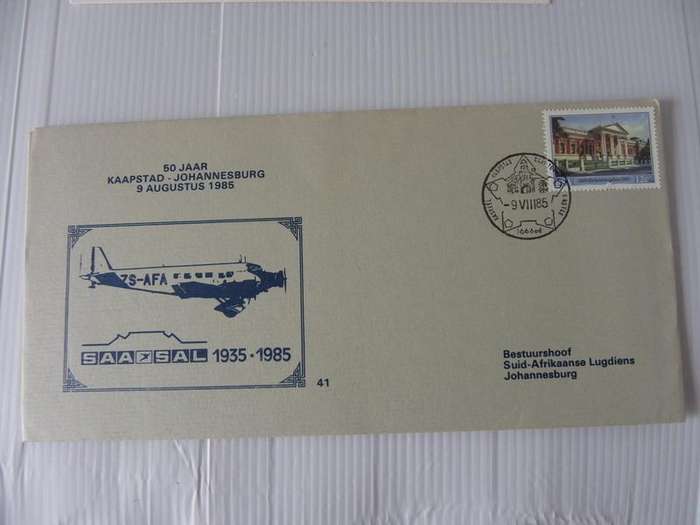 50 JAAR
KAAPSTAD - JOHANNESBURG
9 AUGUSTUS 1985
ZS-AFA
SAA SAL 1935 • 1985
41
-9 VIII 85
Bestuurshoof
Suid-Afrikaanse Lugdiens
Johannesburg